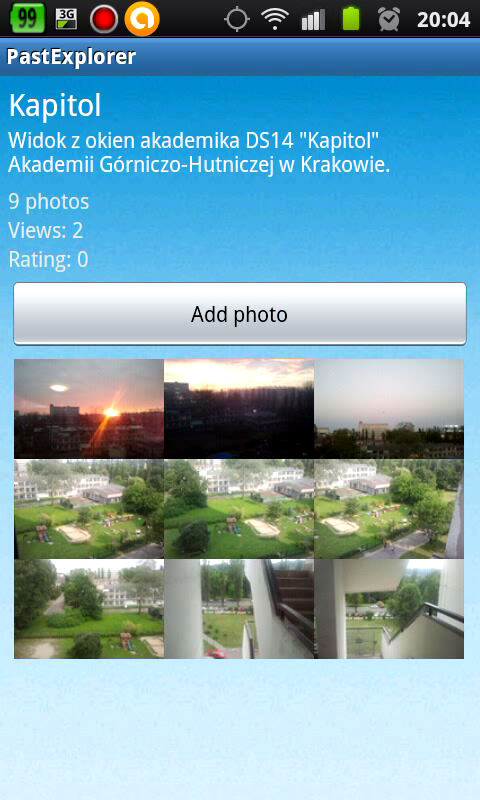 99 3G 20:04
PastExplorer
Kapitol
Widok z okien akademika DS14 "Kapitol"
Akademii Górniczo-Hutniczej w Krakowie.
9 photos
Views: 2
Rating: 0
Add photo